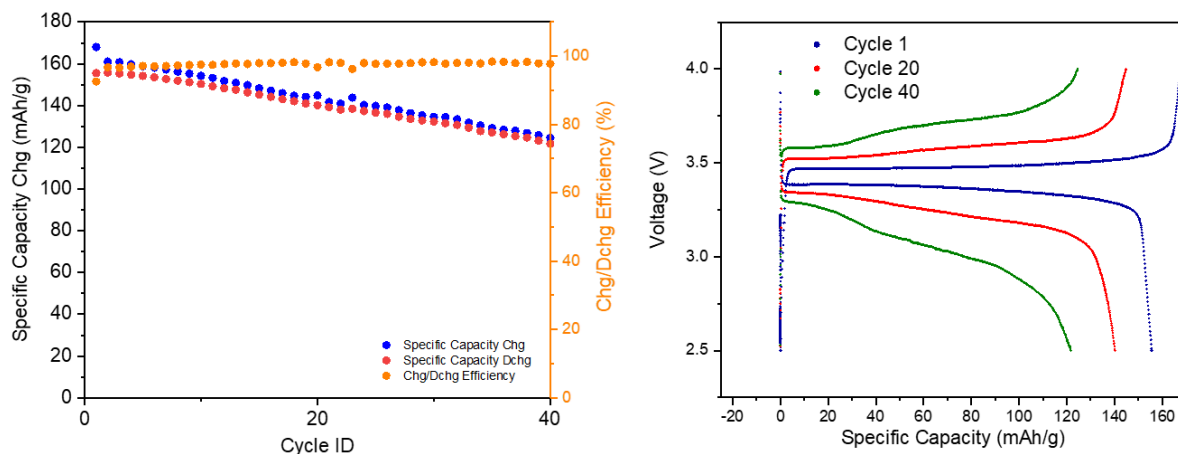 Specific Capacity Chg (mAh/g)
180
160
140
120
100
80
60
40
20
0
0
20
40
Cycle ID
100
80
60
40
20
0
Chg/Dchg Efficiency (%)
Specific Capacity Chg
Specific Capacity Dchg
Chg/Dchg Efficiency
Voltage (V)
4.0
3.5
3.0
2.5
-20 0 20 40 60 80 100 120 140 160
Specific Capacity (mAh/g)
Cycle 1
Cycle 20
Cycle 40